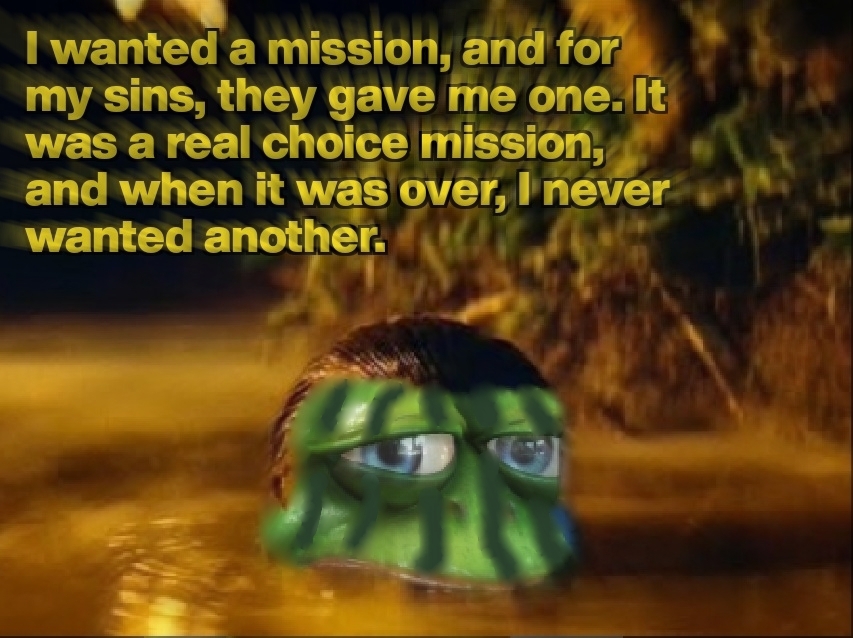 I wanted a mission, and for
my sins, they gave me one. It
was a real choice mission,
and when it was over, I never
wanted another.